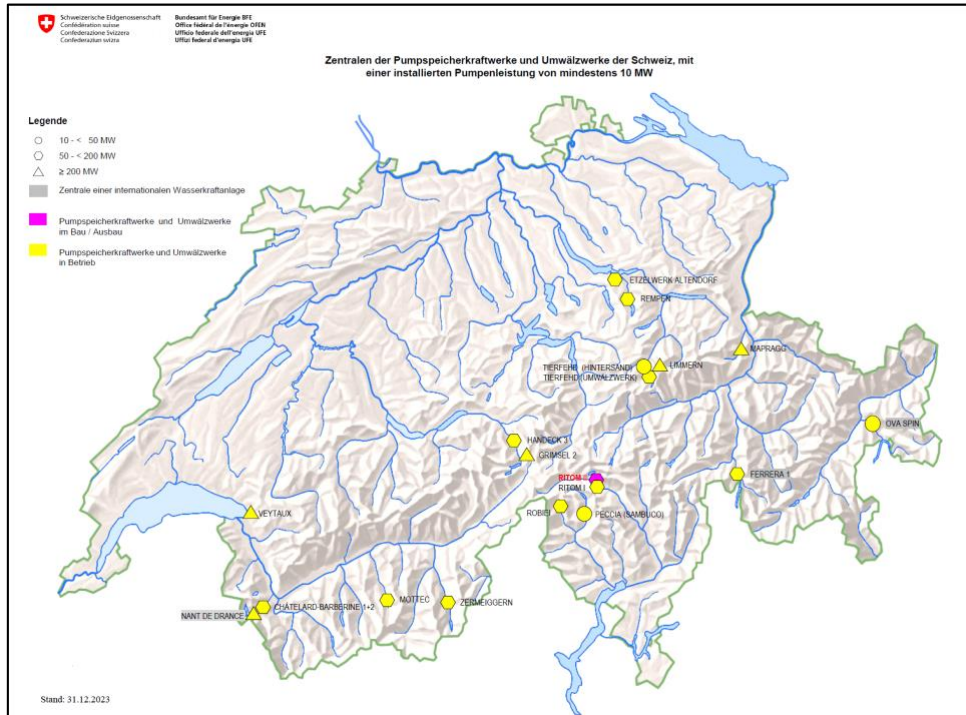 Schweizerische Eidgenossenschaft
Confédération suisse
Confederazione Svizzera
Confederaziun svizra
Bundesamt für Energie BFE
Office fédéral de l'énergie OFEN
Ufficio federale dell'energia UFE
Uffizi federal d'energia UFE
Zentralen der Pumpspeicherkraftwerke und Umwälzwerke der Schweiz, mit
einer installierten Pumpenleistung von mindestens 10 MW
Legende
10 - < 50 MW
50 - < 200 MW
≥ 200 MW
Zentrale einer internationalen Wasserkraftanlage
Pumpspeicherkraftwerke und Umwälzwerke
im Bau / Ausbau
Pumpspeicherkraftwerke und Umwälzwerke
in Betrieb
ETZELWERK ALTENDORF
REMPEN
MAPRAGG
TIERFEHD (HINTERSAND)
LIMMERN
TIERFEHD (UMWÄLZWERK)
OVA SPIN
HANDECK 3
GRIMSEL 2
FERRERA 1
RITOM
RITOM I
ROBIEI
PECCIA (SAMBUCO)
VEYTAUX
MOTTEC
ZERMEIGGERN
CHÂTELARD-BARBERINE 1+2
NANT DE DRANCE
Stand: 31.12.2023